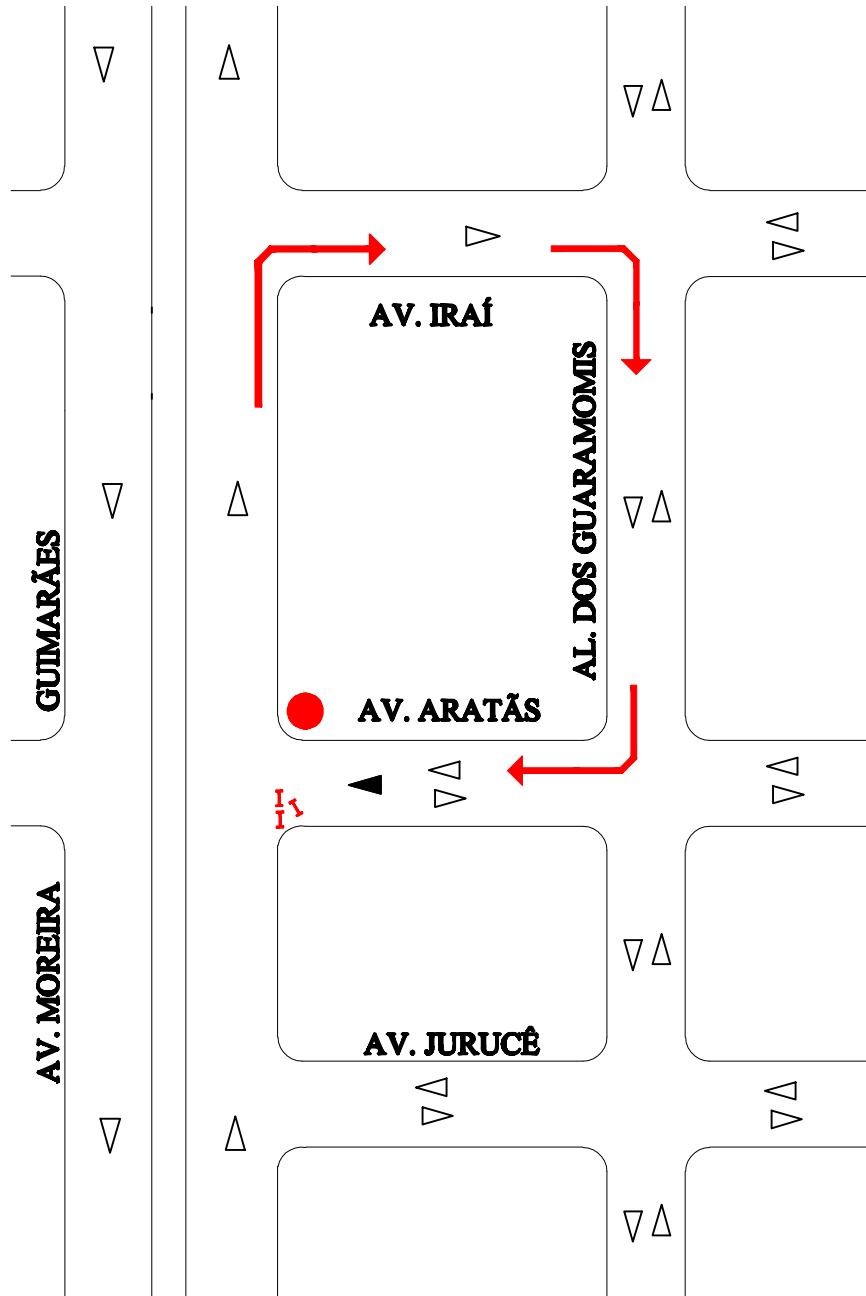 AV. IRAÍ
AL. DOS GUARAMOMIS
GUIMARÃES
AV. ARATÃS
AV. MOREIRA
AV. JURUCÊ